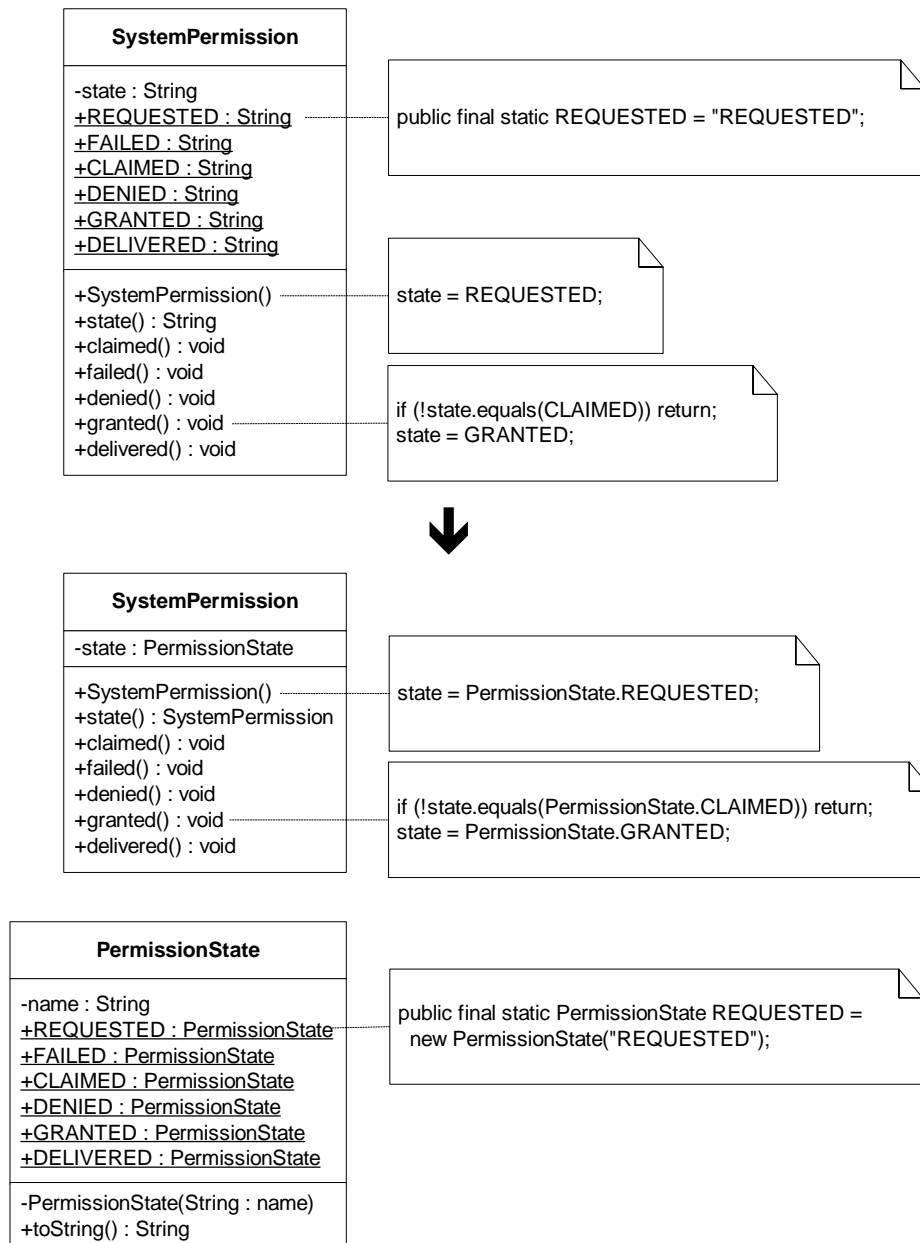 SystemPermission
-state : String
+REQUESTED : String
+FAILED : String
+CLAIMED : String
+DENIED : String
+GRANTED : String
+DELIVERED : String
+SystemPermission()
+state() : String
+claimed() : void
+failed() : void
+denied() : void
+granted() : void
+delivered() : void
public final static REQUESTED = "REQUESTED";
state = REQUESTED;
if (!state.equals(CLAIMED)) return;
state = GRANTED;
SystemPermission
-state : PermissionState
+SystemPermission()
+state() : SystemPermission
+claimed() : void
+failed() : void
+denied() : void
+granted() : void
+delivered() : void
state = PermissionState.REQUESTED;
if (!state.equals(PermissionState.CLAIMED)) return;
state = PermissionState.GRANTED;
PermissionState
-name : String
+REQUESTED : PermissionState
+FAILED : PermissionState
+CLAIMED : PermissionState
+DENIED : PermissionState
+GRANTED : PermissionState
+DELIVERED : PermissionState
-PermissionState(String : name)
+toString() : String
public final static PermissionState REQUESTED =
new PermissionState("REQUESTED");